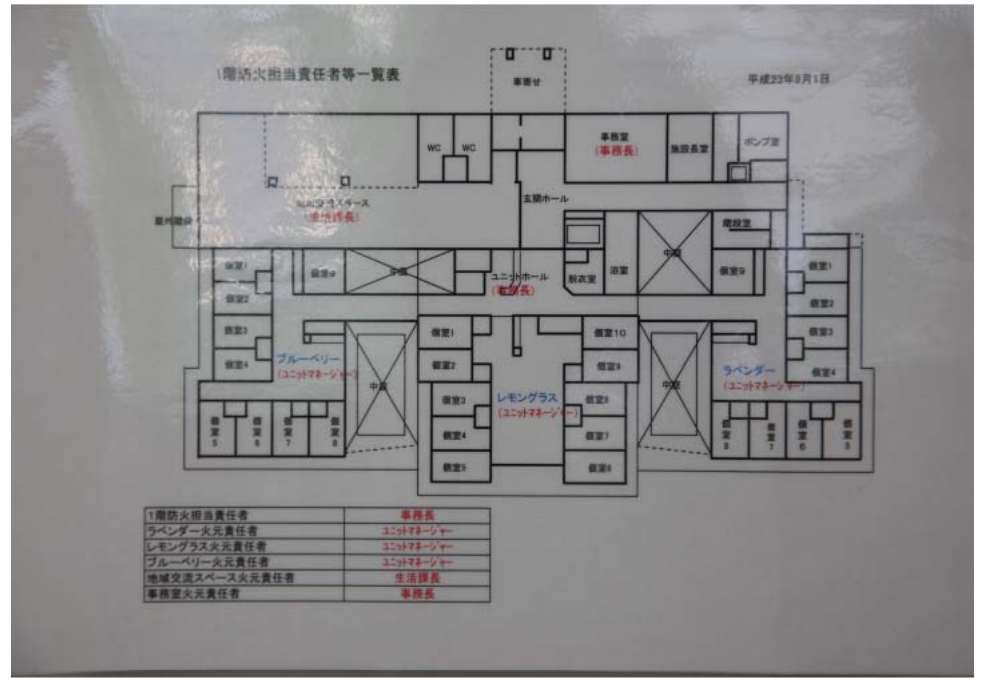 1階防火担当責任者等一覧表
平成23年9月1日
車寄せ
WC
WC
事務室
(事務長)
施設長室
ポンプ室
地域交流スペース
(生活課長)
玄関ホール
屋外階段
階段室
個室1
個室9
中庭
ユニットホール
(事務長)
脱衣室
浴室
中庭
個室9
個室1
個室2
個室2
個室3
個室1
個室10
個室3
個室4
ブルーベリー
(ユニットマネージャー)
中庭
個室2
個室9
中庭
ラベンダー
(ユニットマネージャー)
個室4
個室3
レモングラス
(ユニットマネージャー)
個室8
個室5
個室6
個室7
個室8
個室4
個室7
個室8
個室7
個室6
個室5
個室5
個室6
1階防火担当責任者 事務長
ラベンダー火元責任者 ユニットマネージャー
レモングラス火元責任者 ユニットマネージャー
ブルーベリー火元責任者 ユニットマネージャー
地域交流スペース火元責任者 生活課長
事務室火元責任者 事務長